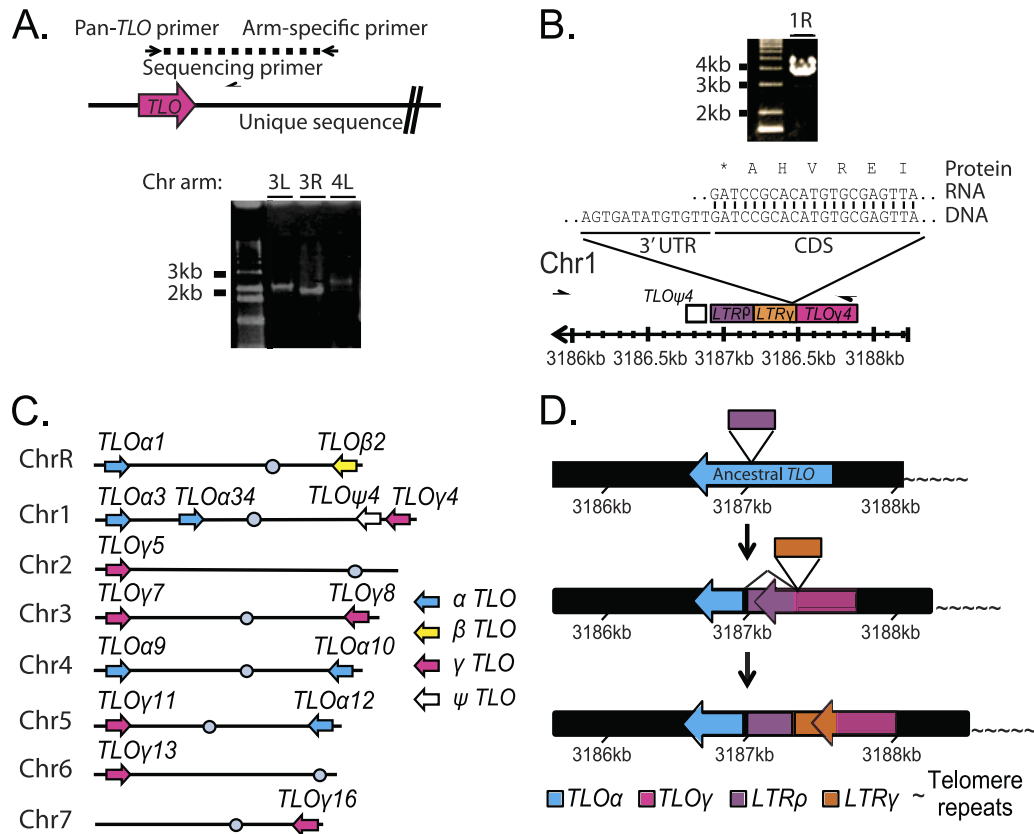 A.
Pan-TLO primer
Arm-specific primer
Sequencing primer
TLO
Unique sequence
Chr arm:
3L 3R 4L
3kb
2kb
B.
1R
4kb
3kb
2kb
* A H V R E I Protein
..GATCCGCACATGTGCGAGTTA.. RNA
..AGTGATATGTGTTGATCCGCACATGTGCGAGTTA.. DNA
3' UTR CDS
Chr1
TLOψ4
LTRρ LTRγ TLOγ4
3186kb 3186.5kb 3187kb 3186.5kb 3188kb
C.
ChrR TLOα1 TLOβ2
Chr1 TLOα3 TLOα34 TLOψ4 TLOγ4
Chr2 TLOγ5
Chr3 TLOγ7 TLOγ8
Chr4 TLOα9 TLOα10
Chr5 TLOγ11 TLOα12
Chr6 TLOγ13
Chr7 TLOγ16
α TLO
β TLO
γ TLO
ψ TLO
D.
Ancestral TLO
~~~~~
3186kb 3187kb 3188kb
~~~~~
3186kb 3187kb 3188kb
~~~~~
3186kb 3187kb 3188kb
TLOα TLOγ LTRρ LTRγ ~ Telomere
repeats